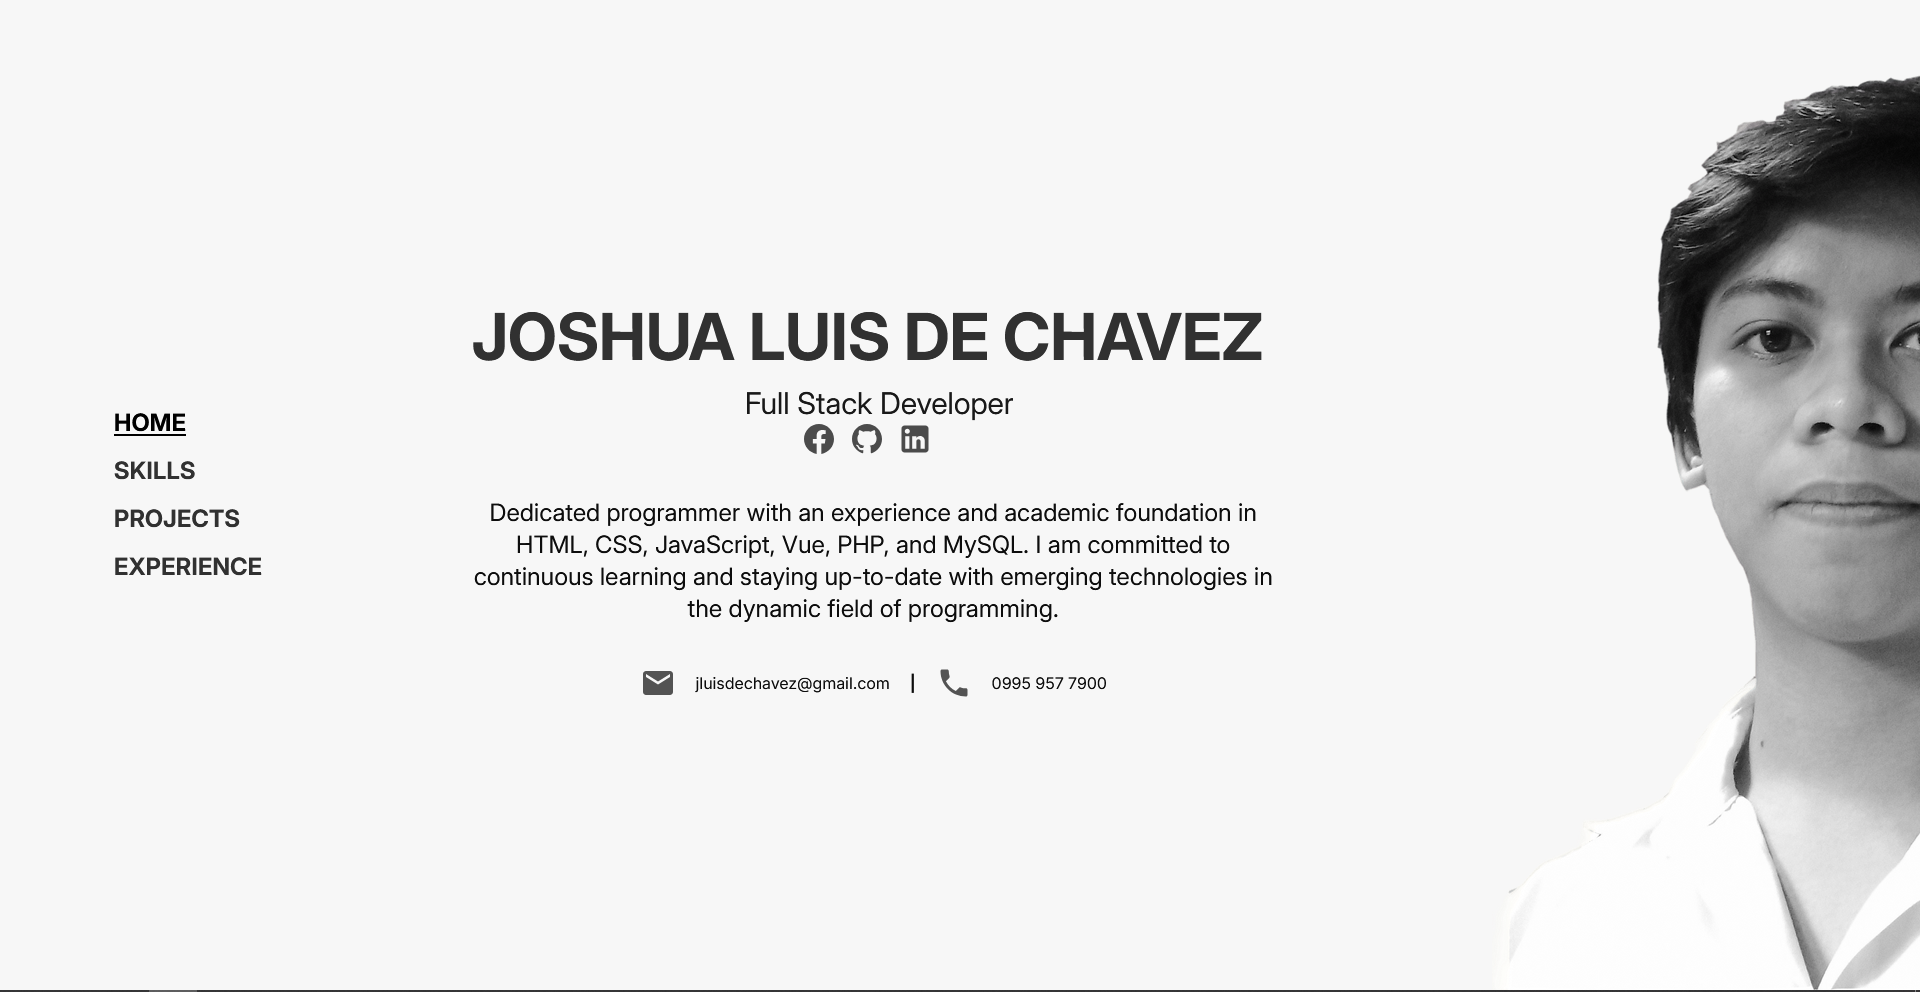 JOSHUA LUIS DE CHAVEZ
Full Stack Developer
HOME
SKILLS
PROJECTS
EXPERIENCE
Dedicated programmer with an experience and academic foundation in
HTML, CSS, JavaScript, Vue, PHP, and MySQL. I am committed to
continuous learning and staying up-to-date with emerging technologies in
the dynamic field of programming.
jluisdechavez@gmail.com | 0995 957 7900